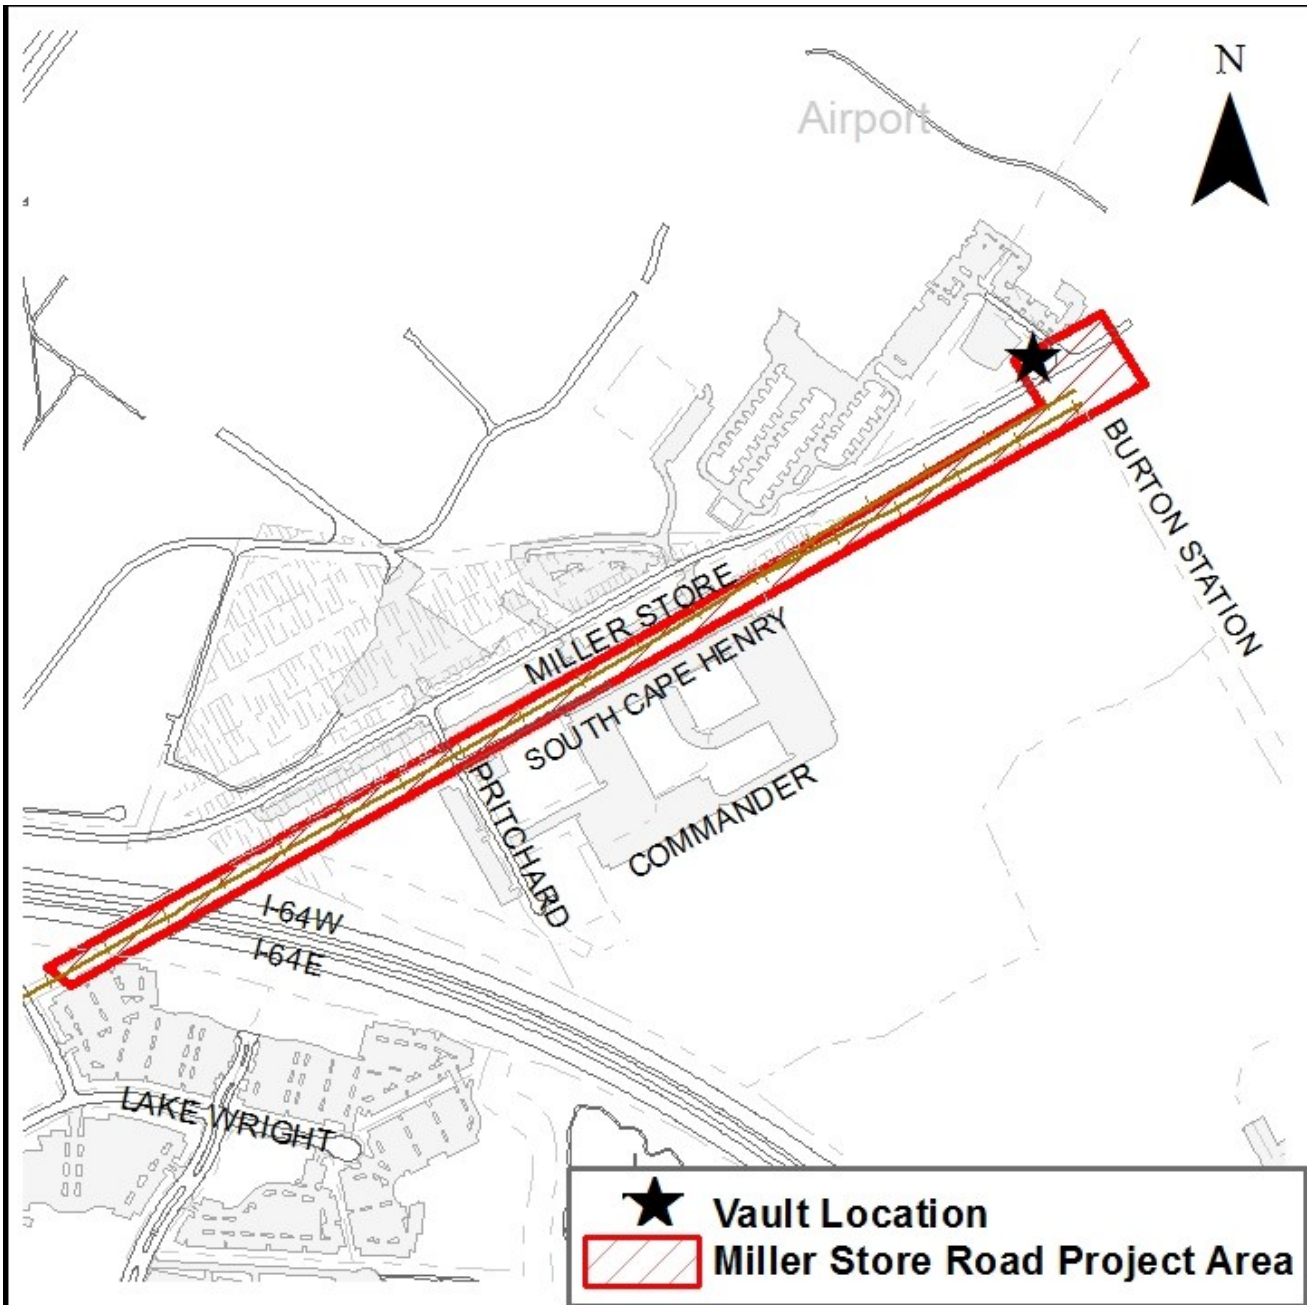 N
Airport
BURTON STATION
MILLER STORE
SOUTH CAPE HENRY
PRITCHARD
COMMANDER
I-64W
I-64E
LAKE WRIGHT
Vault Location
Miller Store Road Project Area